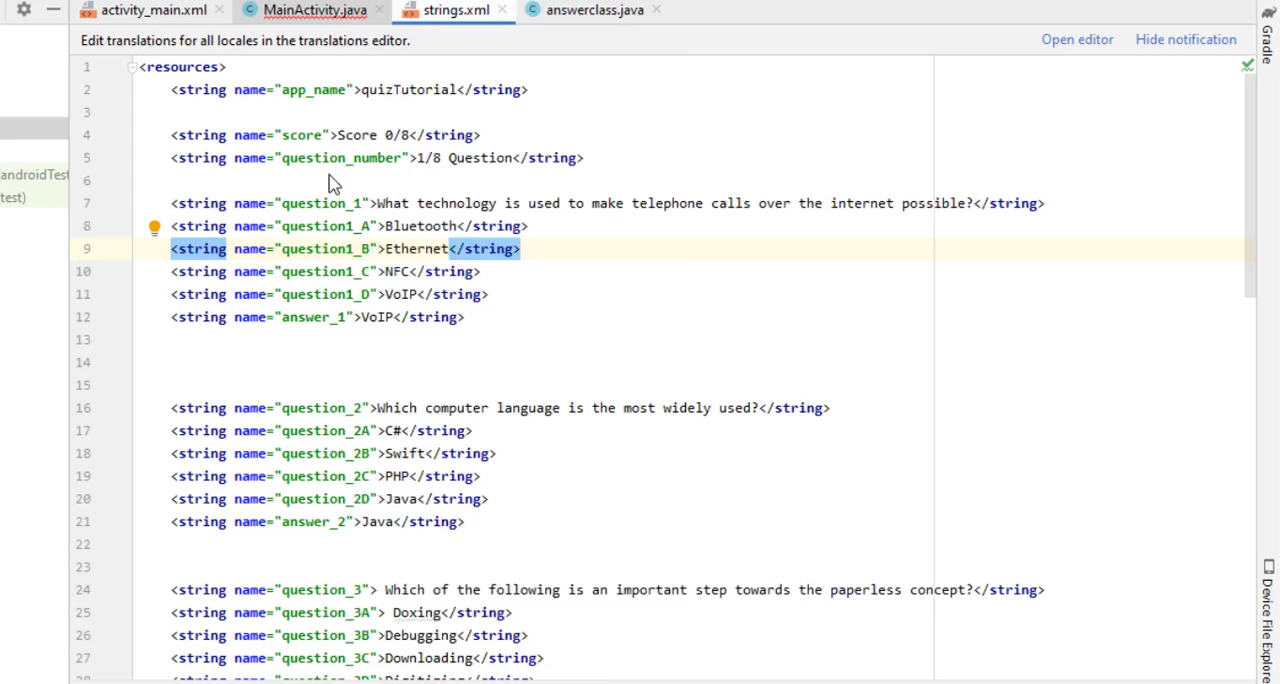 activity_main.xml MainActivity.java strings.xml answerclass.java
Edit translations for all locales in the translations editor. Open editor Hide notification
1 <resources>
2 <string name="app_name">quizTutorial</string>
3
4 <string name="score">Score 0/8</string>
5 <string name="question_number">1/8 Question</string>
6
7 <string name="question_1">What technology is used to make telephone calls over the internet possible?</string>
8 <string name="question1_A">Bluetooth</string>
9 <string name="question1_B">Ethernet</string>
10 <string name="question1_C">NFC</string>
11 <string name="question1_D">VoIP</string>
12 <string name="answer_1">VoIP</string>
13
14
15
16 <string name="question_2">Which computer language is the most widely used?</string>
17 <string name="question_2A">C#</string>
18 <string name="question_2B">Swift</string>
19 <string name="question_2C">PHP</string>
20 <string name="question_2D">Java</string>
21 <string name="answer_2">Java</string>
22
23
24 <string name="question_3"> Which of the following is an important step towards the paperless concept?</string>
25 <string name="question_3A"> Doxing</string>
26 <string name="question_3B">Debugging</string>
27 <string name="question_3C">Downloading</string>
androidTest
test)
Gradle
Device File Explore